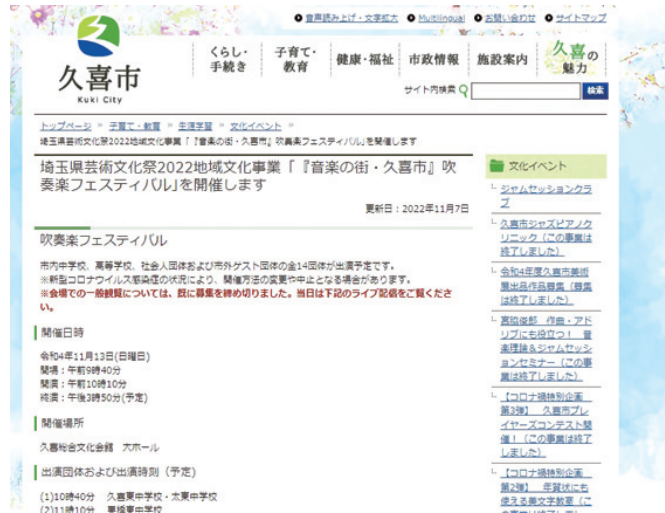 音声読み上げ・文字拡大 Multilingual お問い合わせ サイトマップ
久喜市
Kuki City
くらし・手続き
子育て・教育
健康・福祉
市政情報
施設案内
久喜の魅力
サイト内検索
検索
トップページ » 子育て・教育 » 生涯学習 » 文化イベント »
埼玉県芸術文化祭2022地域文化事業「『音楽の街・久喜市』吹奏楽フェスティバル」を開催します
埼玉県芸術文化祭2022地域文化事業「『音楽の街・久喜市』吹
奏楽フェスティバル」を開催します
更新日：2022年11月7日
吹奏楽フェスティバル
市内中学校、高等学校、社会人団体および市外ゲスト団体の全14団体が出演予定です。
※新型コロナウイルス感染症の状況により、開催方法の変更や中止となる場合があります。
※会場での一般観覧については、既に募集を締め切りました。当日は下記のライブ配信をご覧くださ
い。
開催日時
令和4年11月13日(日曜日)
開場：午前9時40分
開演：午前10時10分
終演：午後3時50分(予定)
開催場所
久喜総合文化会館 大ホール
出演団体および出演時刻（予定）
(1)10時40分 久喜東中学校・太東中学校
(2)11時10分 栗橋東中学校
文化イベント
ジャムセッションクラ
ブ
久喜市ジャズピアノク
リニック（この事業は
終了しました）
令和4年度久喜市美術
展出品作品募集（募集
は終了しました）
宮脇俊郎 作曲・アド
リブにも役立つ！ 音
楽理論＆ジャムセッシ
ョンセミナー（この事
業は終了しました）
【コロナ禍特別企画
第3弾】 久喜市プレ
イヤーズコンテスト開
催！（この事業は終了
しました）
【コロナ禍特別企画
第2弾】 年賀状にも
使える美文字教室（こ